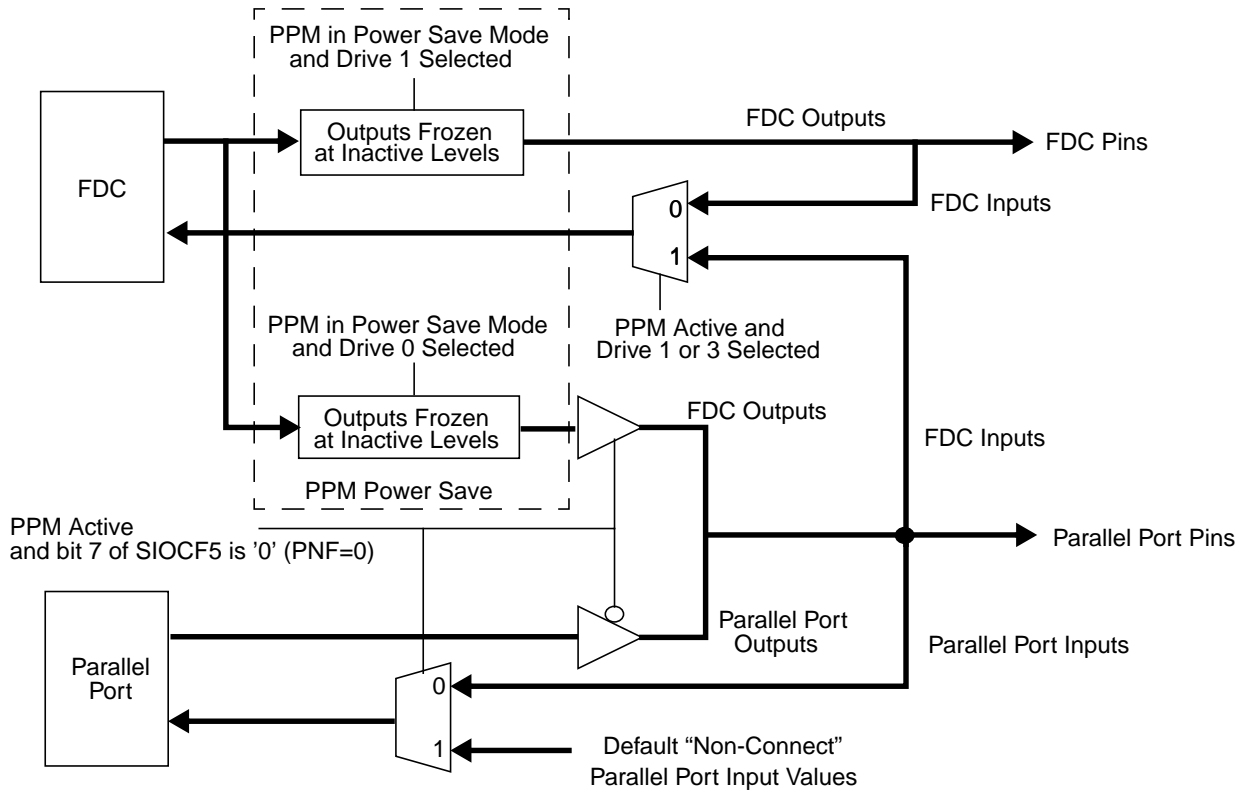 PPM in Power Save Mode
and Drive 1 Selected
FDC
Outputs Frozen
at Inactive Levels
FDC Outputs
FDC Pins
0
FDC Inputs
1
PPM in Power Save Mode
and Drive 0 Selected
PPM Active and
Drive 1 or 3 Selected
Outputs Frozen
at Inactive Levels
FDC Outputs
FDC Inputs
PPM Power Save
PPM Active
and bit 7 of SIOCF5 is '0' (PNF=0)
Parallel Port Pins
Parallel
Port
Parallel Port
Outputs
Parallel Port Inputs
0
1
Default “Non-Connect”
Parallel Port Input Values